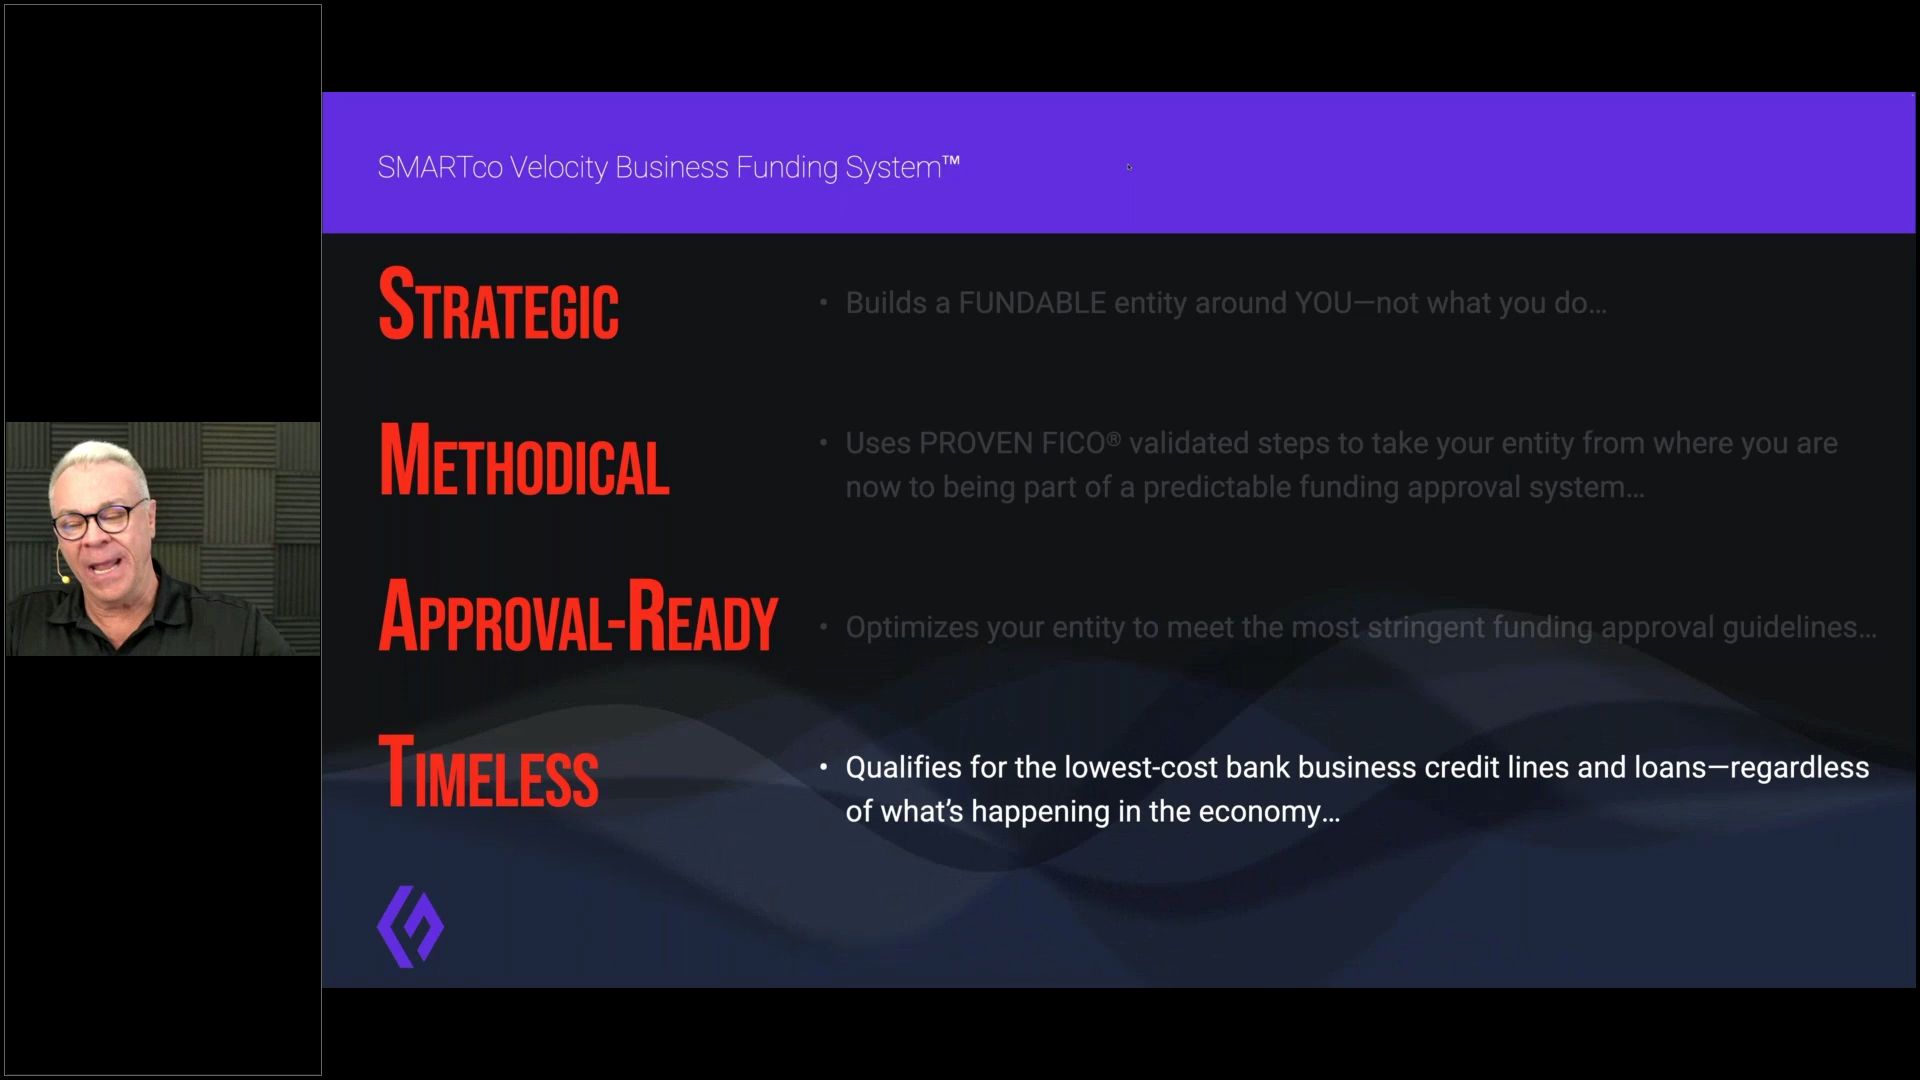 SMARTco Velocity Business Funding System™
STRATEGIC
• Builds a FUNDABLE entity around YOU—not what you do…
METHODICAL
• Uses PROVEN FICO® validated steps to take your entity from where you are
now to being part of a predictable funding approval system…
APPROVAL-READY
• Optimizes your entity to meet the most stringent funding approval guidelines…
TIMELESS
• Qualifies for the lowest-cost bank business credit lines and loans—regardless
of what’s happening in the economy…